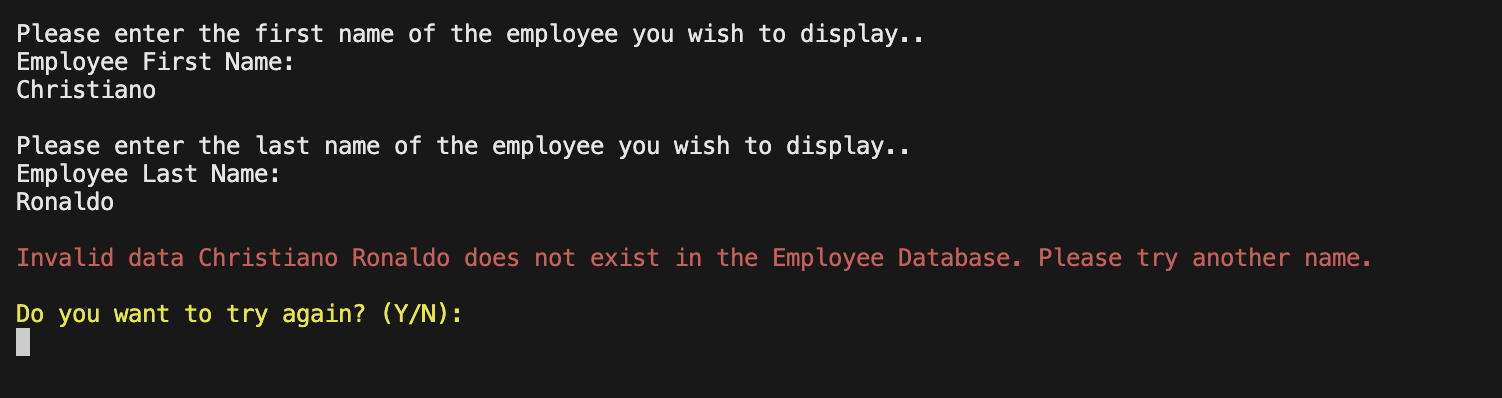 Please enter the first name of the employee you wish to display..
Employee First Name:
Christiano
Please enter the last name of the employee you wish to display..
Employee Last Name:
Ronaldo
Invalid data Christiano Ronaldo does not exist in the Employee Database. Please try another name.
Do you want to try again? (Y/N):